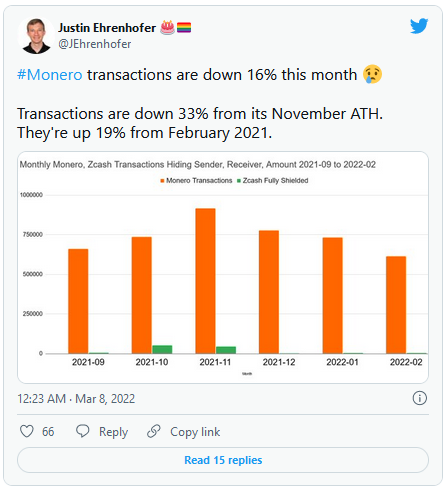 Justin Ehrenhofer 🎂🏳️‍🌈
@JEhrenhofer
#Monero transactions are down 16% this month 😢
Transactions are down 33% from its November ATH.
They're up 19% from February 2021.
Monthly Monero, Zcash Transactions Hiding Sender, Receiver, Amount 2021-09 to 2022-02
Monero Transactions Zcash Fully Shielded
1000000
750000
500000
250000
0
2021-09 2021-10 2021-11 2021-12 2022-01 2022-02
Month
12:23 AM · Mar 8, 2022
66 Reply Copy link
Read 15 replies